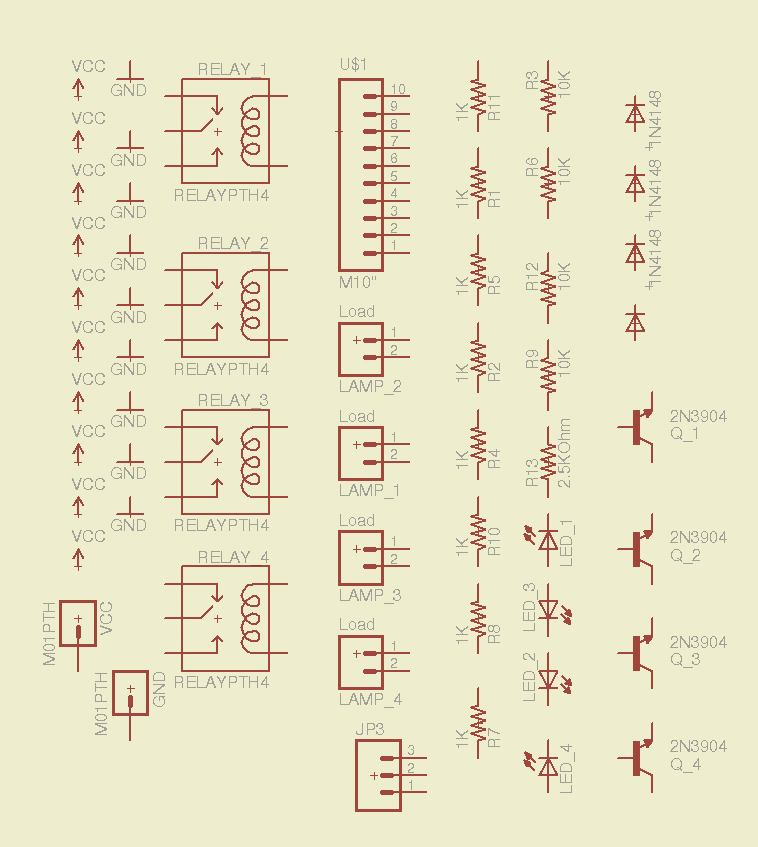 VCC
VCC
VCC
VCC
VCC
VCC
VCC
VCC
VCC
VCC
GND
GND
GND
GND
GND
GND
GND
GND
M01PTH
VCC
M01PTH
GND
RELAY_1
RELAYPTH4
RELAY_2
RELAYPTH4
RELAY_3
RELAYPTH4
RELAY_4
RELAYPTH4
U$1
10
9
8
7
6
5
4
3
2
1
M10"
Load
1
2
LAMP_2
Load
1
2
LAMP_1
Load
1
2
LAMP_3
Load
1
2
LAMP_4
JP3
3
2
1
1K
R11
1K
R1
1K
R5
1K
R2
1K
R4
1K
R10
1K
R8
1K
R7
R3
10K
R6
10K
R12
10K
R9
10K
R13
2.5KOhm
LED_1
LED_3
LED_2
LED_4
1N4148
1N4148
1N4148
2N3904
Q_1
2N3904
Q_2
2N3904
Q_3
2N3904
Q_4